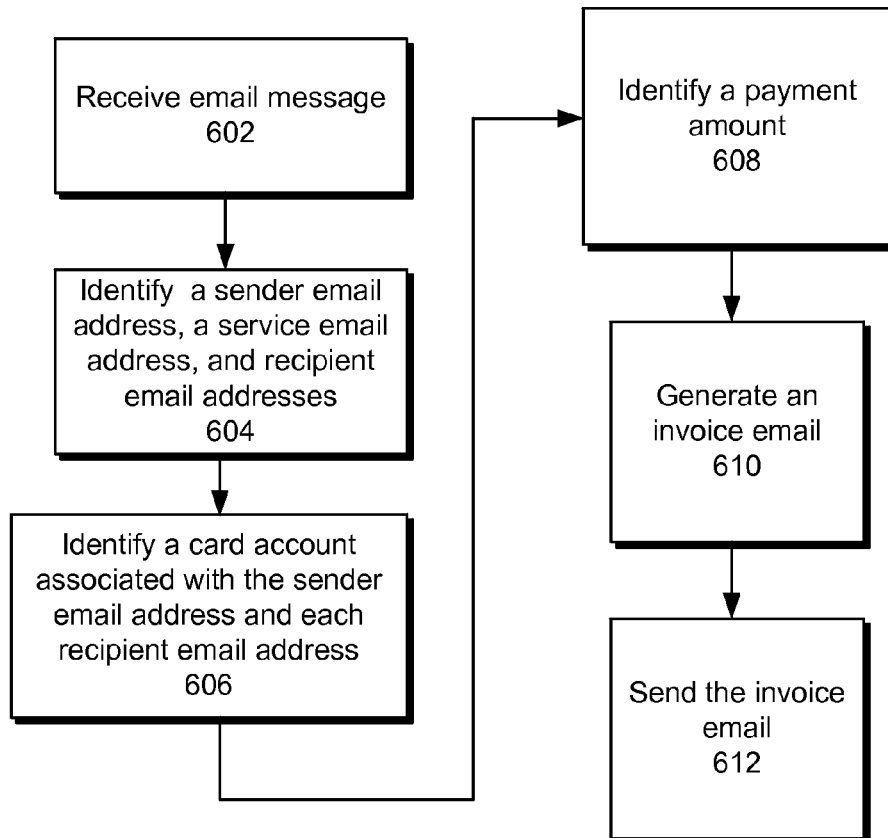 Receive email message
602
Identify a sender email
address, a service email
address, and recipient
email addresses
604
Identify a card account
associated with the sender
email address and each
recipient email address
606
Identify a payment
amount
608
Generate an
invoice email
610
Send the invoice
email
612